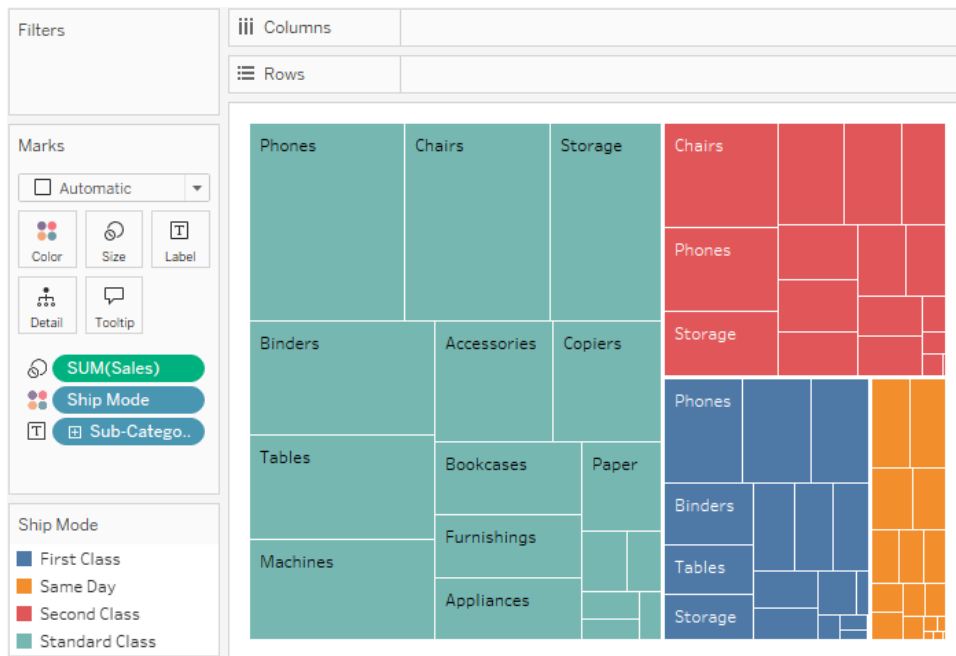 Filters
Columns
Rows
Marks
Automatic
Color Size Label
Detail Tooltip
SUM(Sales)
Ship Mode
Sub-Catego..
Ship Mode
First Class
Same Day
Second Class
Standard Class
Phones Chairs Storage
Binders Accessories Copiers
Tables Bookcases Paper
Machines Furnishings
Appliances
Chairs
Phones
Storage
Phones
Binders
Tables
Storage